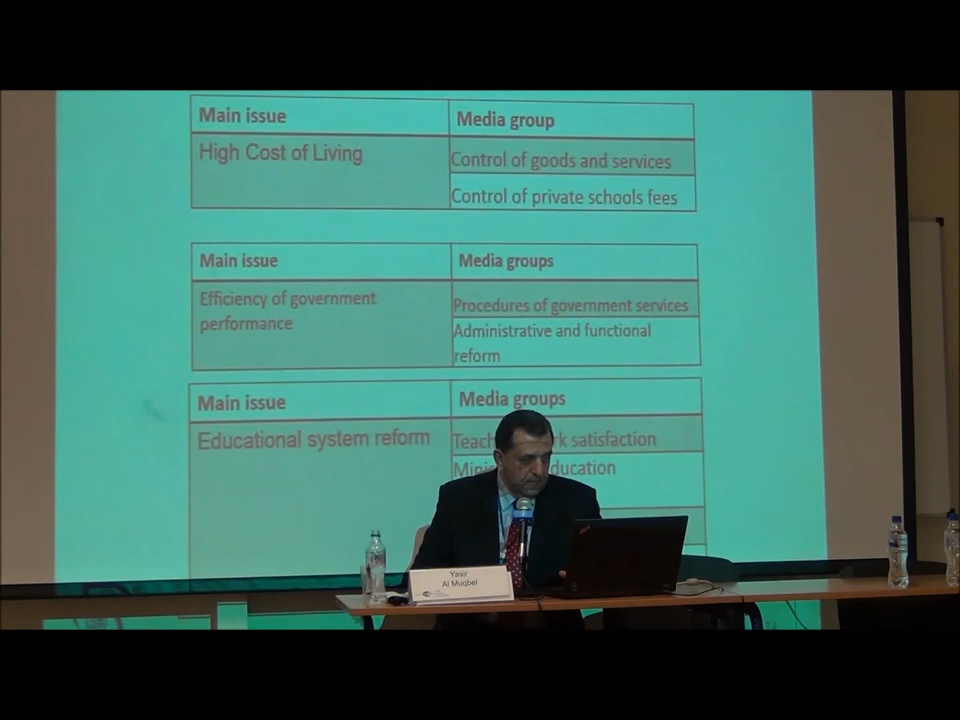 Main issue
Media group
High Cost of Living
Control of goods and services
Control of private schools fees
Main issue
Media groups
Efficiency of government
performance
Procedures of government services
Administrative and functional
reform
Main issue
Media groups
Educational system reform
satisfaction
Yasir
Al Muqbel